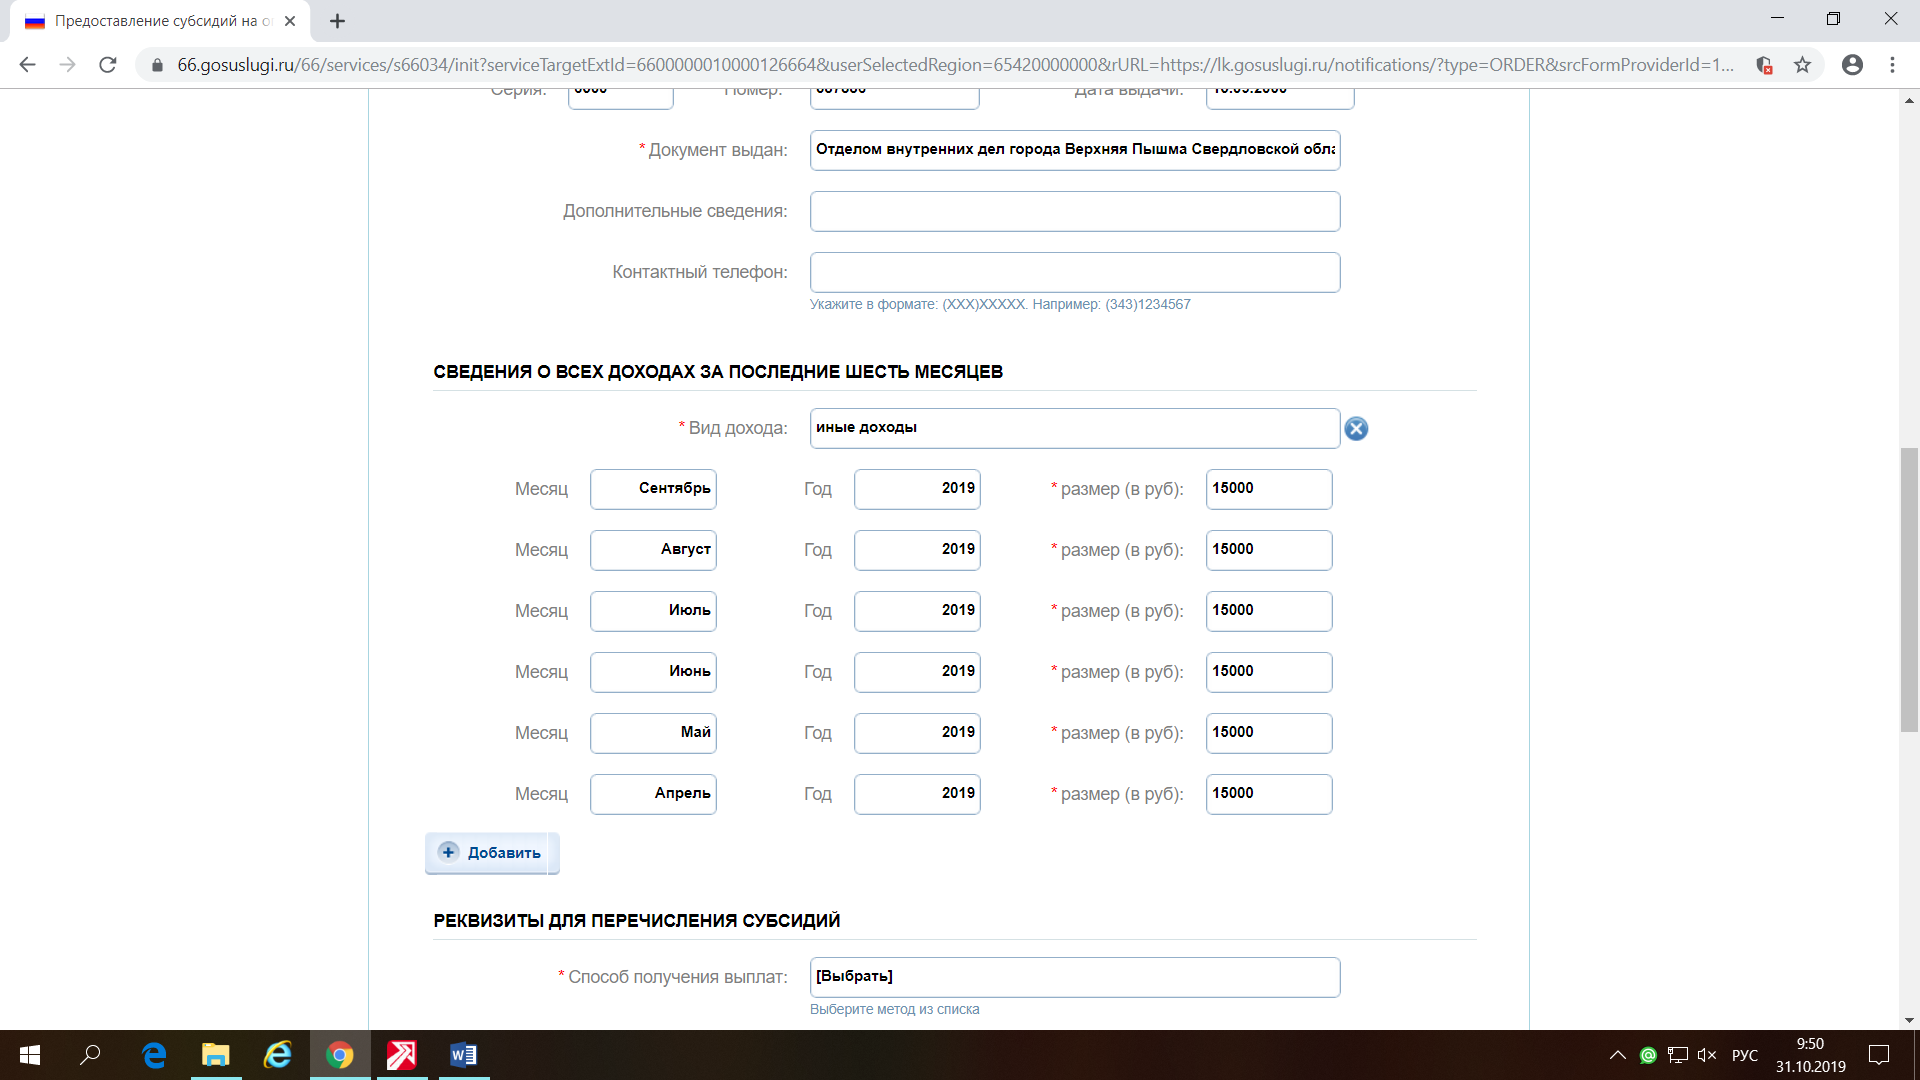 Предоставление субсидий на о
66.gosuslugi.ru/66/services/s66034/init?serviceTargetExtId=6600000010000126664&userSelectedRegion=65420000000&rURL=https://lk.gosuslugi.ru/notifications/?type=ORDER&srcFormProviderId=1...
Серия: Номер: Дата выдачи:
* Документ выдан: Отделом внутренних дел города Верхняя Пышма Свердловской обла
Дополнительные сведения:
Контактный телефон:
Укажите в формате: (XXX)XXXXX. Например: (343)1234567
СВЕДЕНИЯ О ВСЕХ ДОХОДАХ ЗА ПОСЛЕДНИЕ ШЕСТЬ МЕСЯЦЕВ
* Вид дохода: иные доходы
Месяц Сентябрь Год 2019 * размер (в руб): 15000
Месяц Август Год 2019 * размер (в руб): 15000
Месяц Июль Год 2019 * размер (в руб): 15000
Месяц Июнь Год 2019 * размер (в руб): 15000
Месяц Май Год 2019 * размер (в руб): 15000
Месяц Апрель Год 2019 * размер (в руб): 15000
+ Добавить
РЕКВИЗИТЫ ДЛЯ ПЕРЕЧИСЛЕНИЯ СУБСИДИЙ
* Способ получения выплат: [Выбрать]
Выберите метод из списка
РУС 9:50
31.10.2019